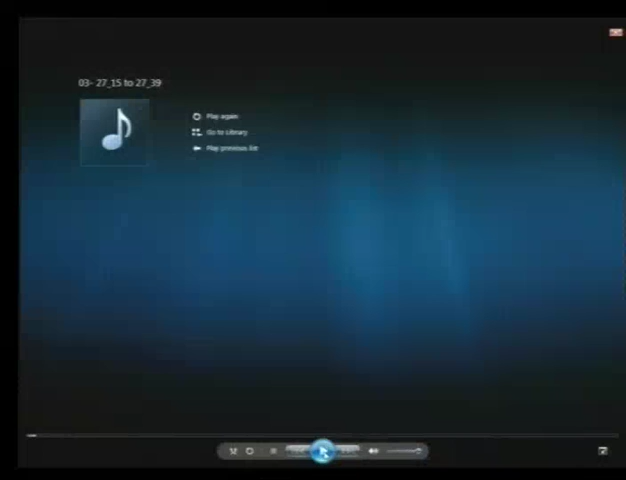 03- 27_15 to 27_39
Play again
Go to Library
Play previous list